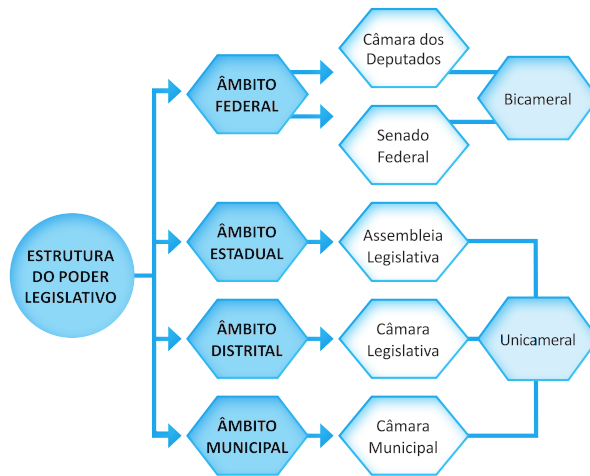 ESTRUTURA
DO PODER
LEGISLATIVO
ÂMBITO
FEDERAL
Câmara dos
Deputados
Senado
Federal
Bicameral
ÂMBITO
ESTADUAL
Assembleia
Legislativa
ÂMBITO
DISTRITAL
Câmara
Legislativa
Unicameral
ÂMBITO
MUNICIPAL
Câmara
Municipal